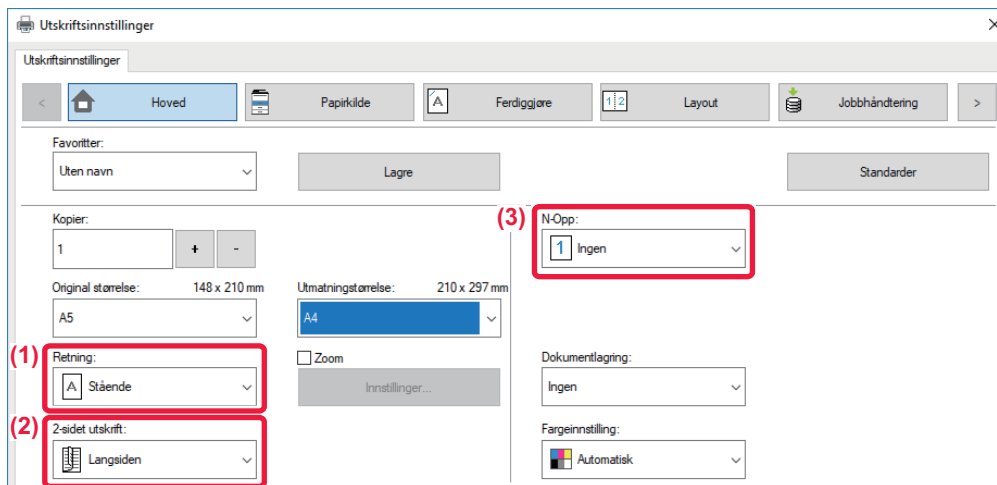 Utskriftsinnstillinger
Utskriftsinnstillinger
< Hoved Papirkilde Ferdiggjøre Layout Jobbhåndtering >
Favoritter:
Uten navn Lagre Standarder
Kopier: (3) N-Opp:
1 + - 1 Ingen
Original størrelse: 148 x 210 mm Utmatningstørrelse: 210 x 297 mm
A5 A4
(1) Retning: Zoom Dokumentlagring:
A Stående Innstillinger... Ingen
(2) 2-sidet utskrift: Fargeinnstilling:
Langsiden Automatisk